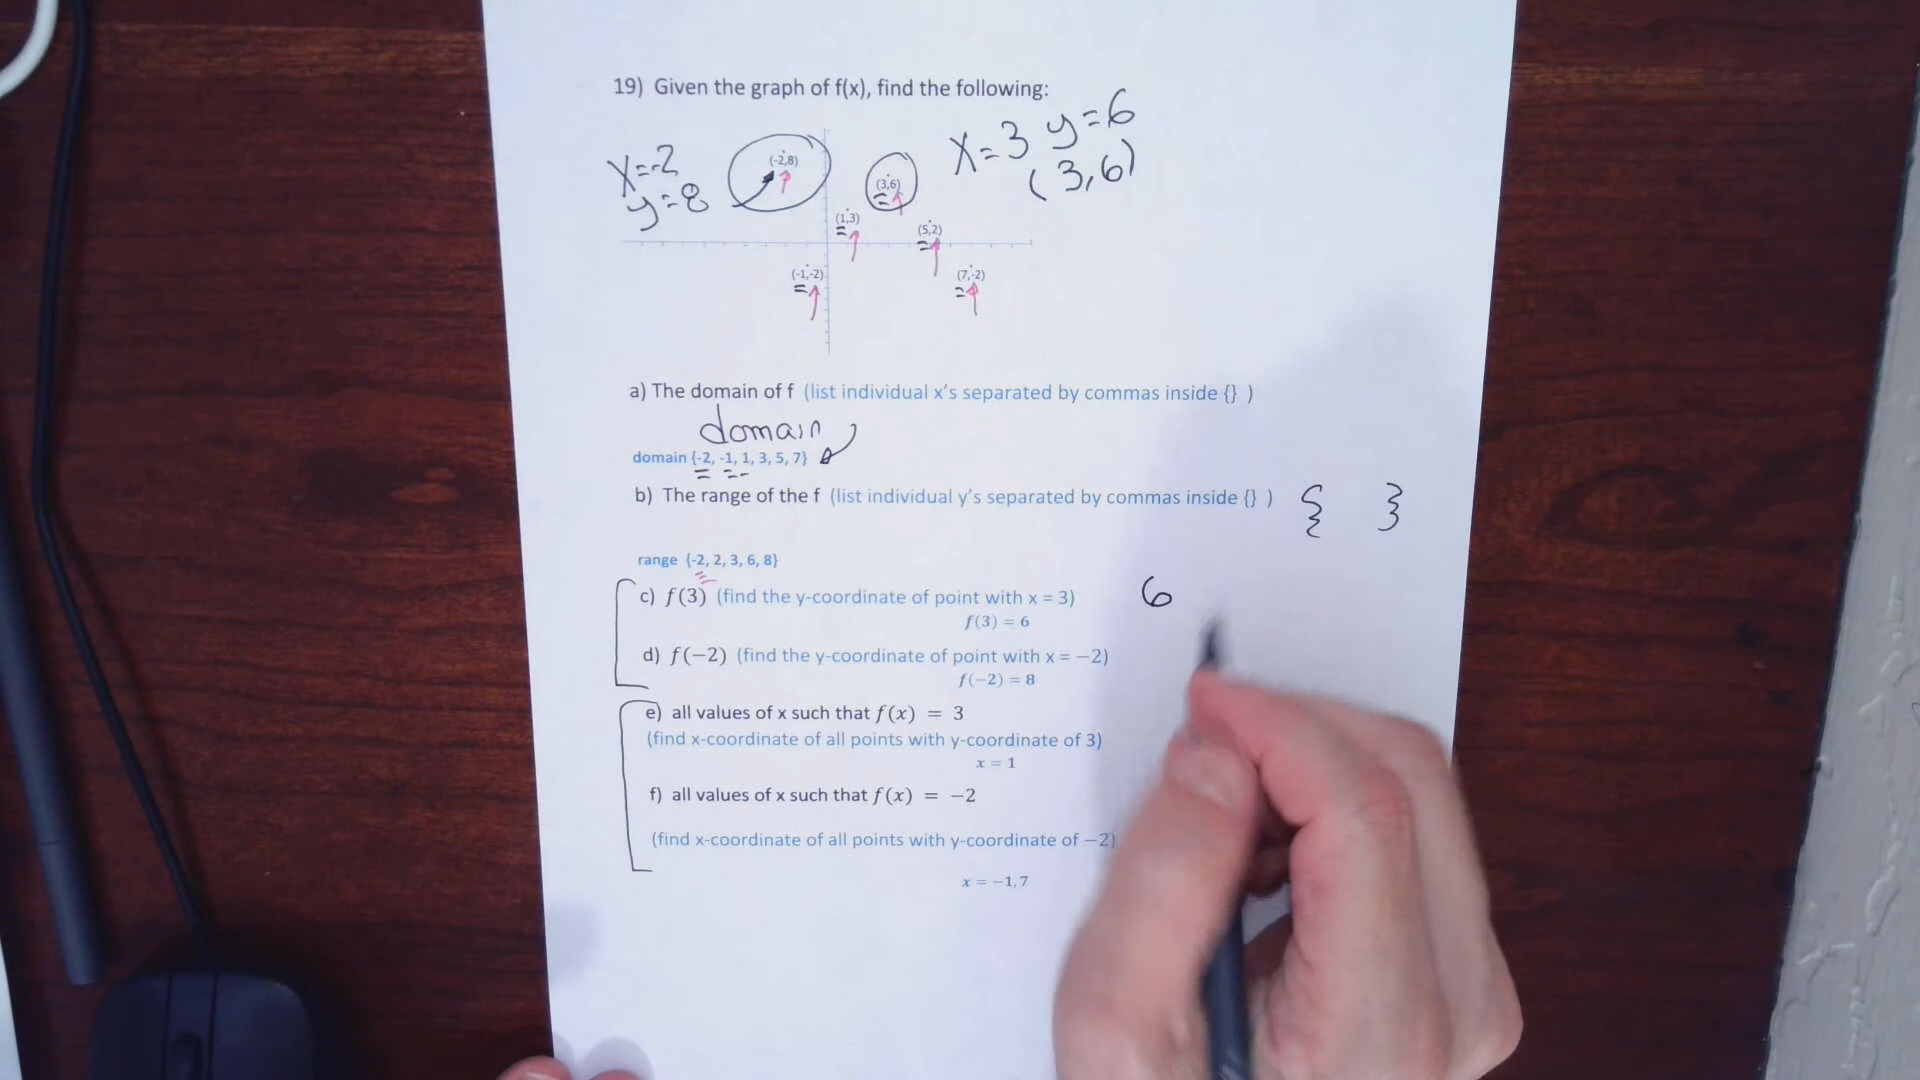 19) Given the graph of f(x), find the following:
x=-2
y=8
(-2,8)
(3,6)
x=3 y=6
(3,6)
(1,3)
(5,2)
(-1,-2)
(7,-2)
a) The domain of f (list individual x's separated by commas inside {} )
domain
domain {-2, -1, 1, 3, 5, 7}
b) The range of the f (list individual y's separated by commas inside {} ) { }
range {-2, 2, 3, 6, 8}
c) f(3) (find the y-coordinate of point with x = 3) 6
f(3) = 6
d) f(−2) (find the y-coordinate of point with x = −2)
f(−2) = 8
e) all values of x such that f(x) = 3
(find x-coordinate of all points with y-coordinate of 3)
x = 1
f) all values of x such that f(x) = −2
(find x-coordinate of all points with y-coordinate of −2)
x = −1,7